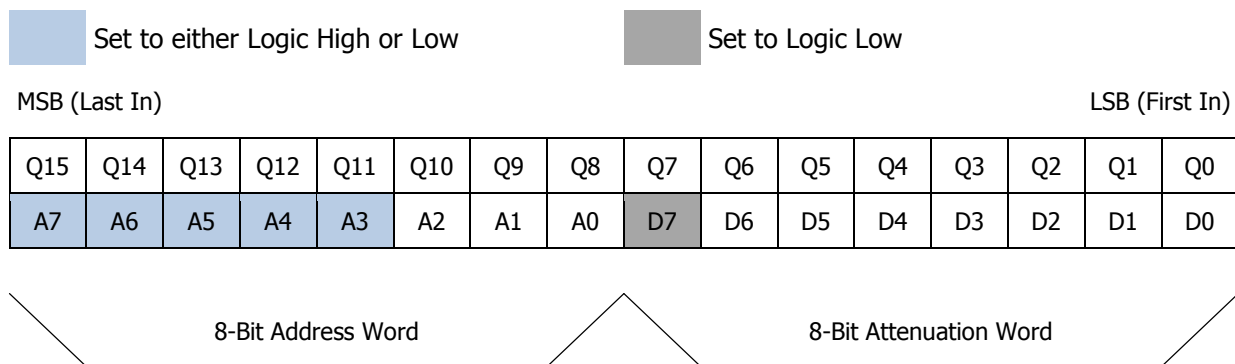 Set to either Logic High or Low Set to Logic Low
MSB (Last In) LSB (First In)
Q15 Q14 Q13 Q12 Q11 Q10 Q9 Q8 Q7 Q6 Q5 Q4 Q3 Q2 Q1 Q0
A7 A6 A5 A4 A3 A2 A1 A0 D7 D6 D5 D4 D3 D2 D1 D0
8-Bit Address Word 8-Bit Attenuation Word